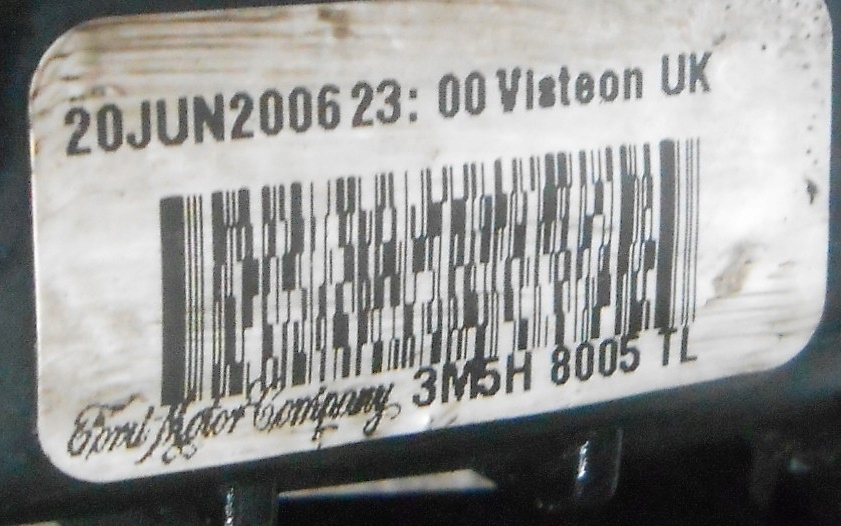 20JUN2006 23: 00 Visteon UK
Ford Motor Company 3M5H 8005 TL